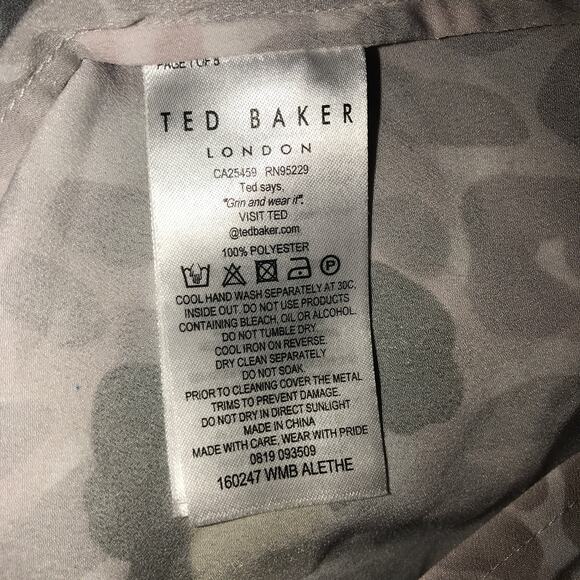 PAGE 1 OF 5
TED BAKER
LONDON
CA25459 RN95229
Ted says,
"Grin and wear it".
VISIT TED
@tedbaker.com
100% POLYESTER
P
COOL HAND WASH SEPARATELY AT 30C,
INSIDE OUT. DO NOT USE PRODUCTS
CONTAINING BLEACH, OIL OR ALCOHOL.
DO NOT TUMBLE DRY.
COOL IRON ON REVERSE.
DRY CLEAN SEPARATELY
DO NOT SOAK.
PRIOR TO CLEANING COVER THE METAL
TRIMS TO PREVENT DAMAGE.
DO NOT DRY IN DIRECT SUNLIGHT
MADE IN CHINA
MADE WITH CARE, WEAR WITH PRIDE
0819 093509
160247 WMB ALETHE